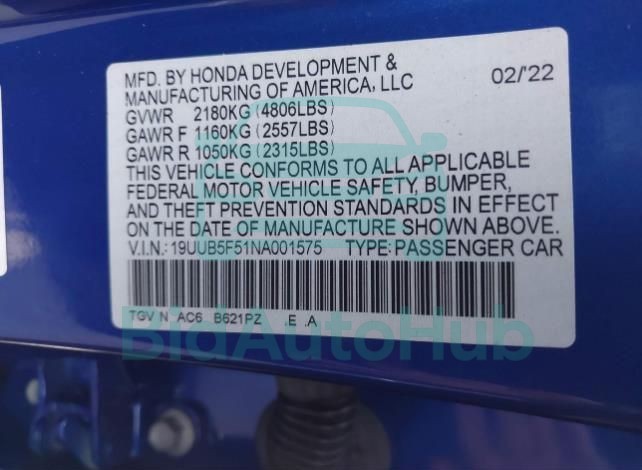 MFD. BY HONDA DEVELOPMENT & 02/'22
MANUFACTURING OF AMERICA, LLC
GVWR 2180KG (4806LBS)
GAWR F 1160KG (2557LBS)
GAWR R 1050KG (2315LBS)
THIS VEHICLE CONFORMS TO ALL APPLICABLE
FEDERAL MOTOR VEHICLE SAFETY, BUMPER,
AND THEFT PREVENTION STANDARDS IN EFFECT
ON THE DATE OF MANUFACTURE SHOWN ABOVE.
V.I.N.: 19UUB5F51NA001575 TYPE: PASSENGER CAR
TGV N AC6 B621PZ .E .A
BidAutoHub